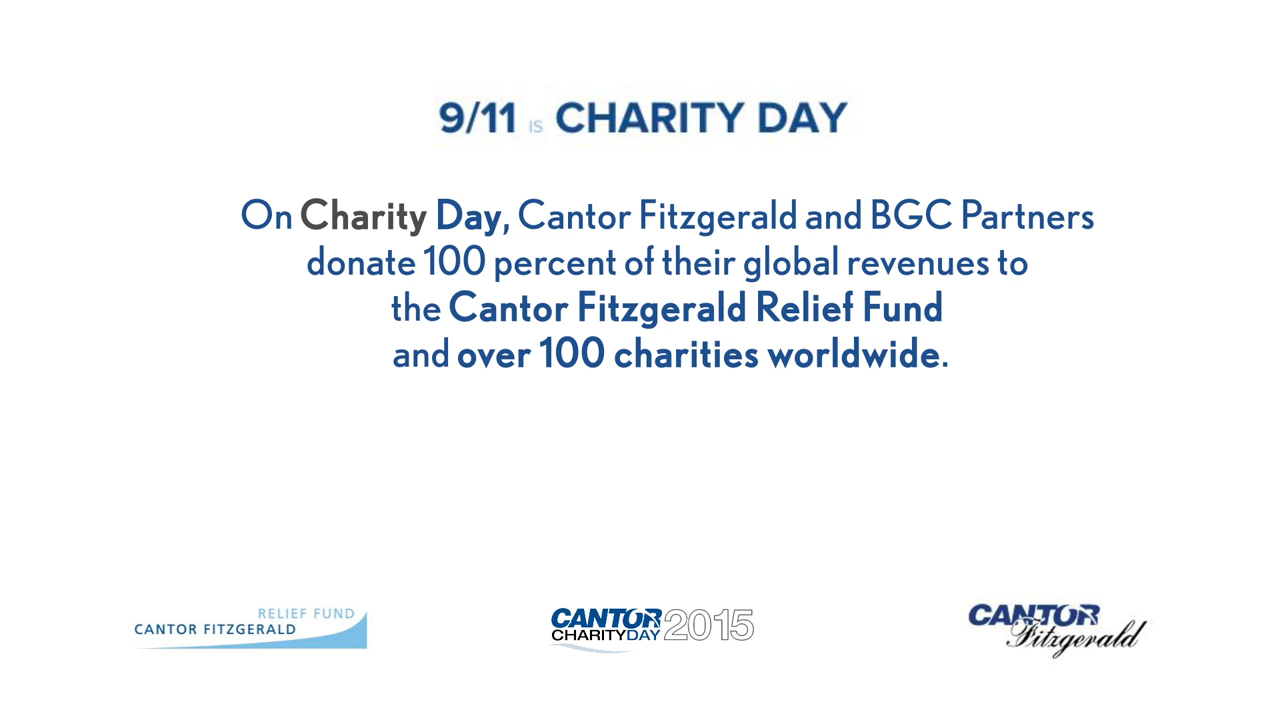 9/11 IS CHARITY DAY
On Charity Day, Cantor Fitzgerald and BGC Partners
donate 100 percent of their global revenues to
the Cantor Fitzgerald Relief Fund
and over 100 charities worldwide.
RELIEF FUND
CANTOR FITZGERALD
CANTOR
CHARITYDAY 2015
CANTOR
Fitzgerald